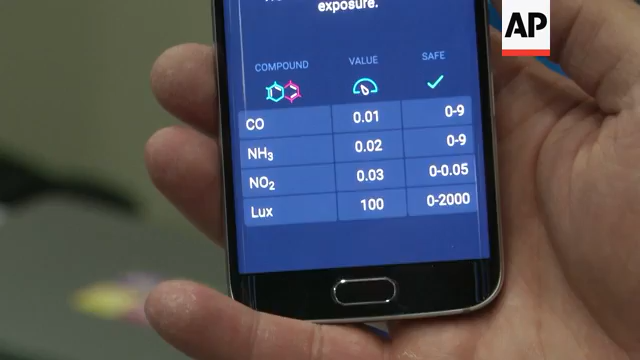 exposure.
AP
COMPOUND VALUE SAFE
CO 0.01 0-9
NH₃ 0.02 0-9
NO₂ 0.03 0-0.05
Lux 100 0-2000